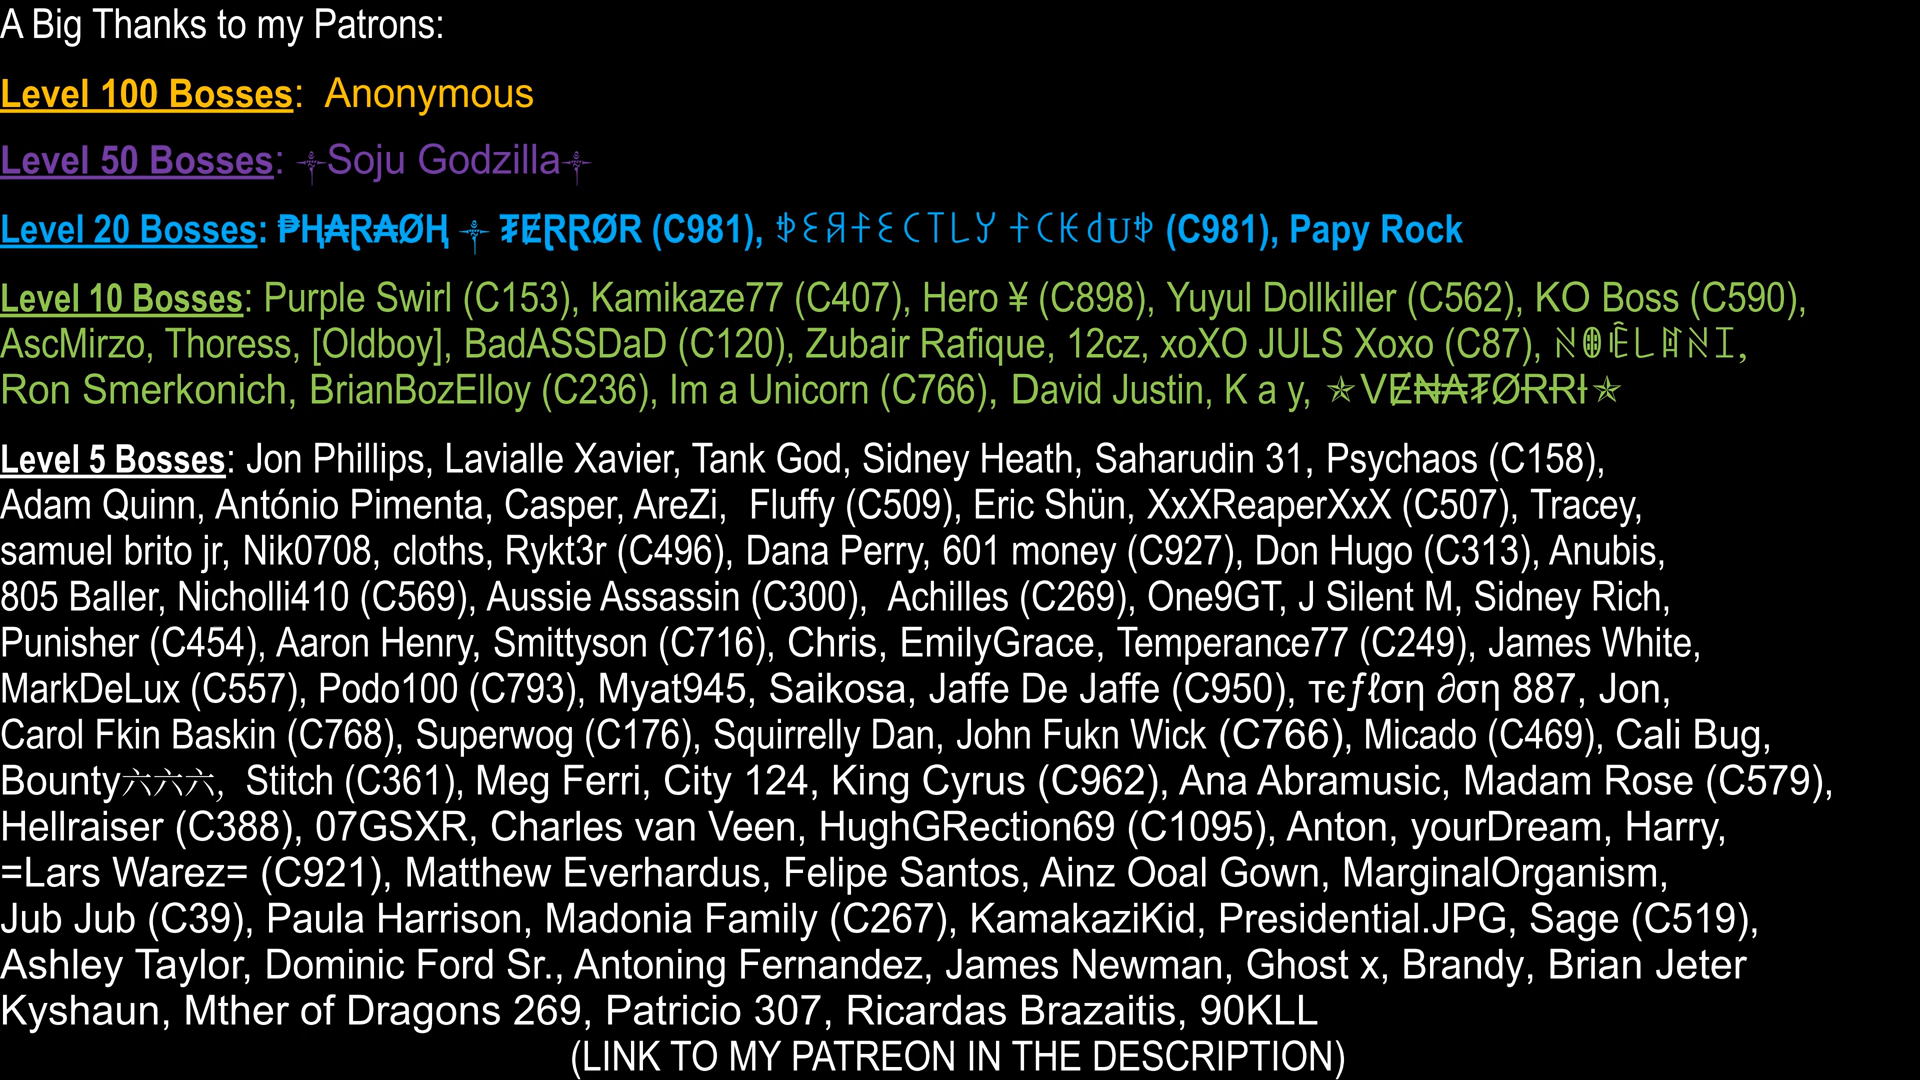 A Big Thanks to my Patrons:
Level 100 Bosses: Anonymous
Level 50 Bosses: ⸸Soju Godzilla⸸
Level 20 Bosses: ₱Ⱨ₳Ɽ₳ØⱧ ⸸ ₮ɆⱤⱤØR (C981), (C981), Papy Rock
Level 10 Bosses: Purple Swirl (C153), Kamikaze77 (C407), Hero ¥ (C898), Yuyul Dollkiller (C562), KO Boss (C590),
AscMirzo, Thoress, [Oldboy], BadASSDaD (C120), Zubair Rafique, 12cz, xoXO JULS Xoxo (C87),
Ron Smerkonich, BrianBozElloy (C236), Im a Unicorn (C766), David Justin, K a y, ✯VɆ₦₳₮ØRRƗ✯
Level 5 Bosses: Jon Phillips, Lavialle Xavier, Tank God, Sidney Heath, Saharudin 31, Psychaos (C158),
Adam Quinn, António Pimenta, Casper, AreZi, Fluffy (C509), Eric Shün, XxXReaperXxX (C507), Tracey,
samuel brito jr, Nik0708, cloths, Rykt3r (C496), Dana Perry, 601 money (C927), Don Hugo (C313), Anubis,
805 Baller, Nicholli410 (C569), Aussie Assassin (C300), Achilles (C269), One9GT, J Silent M, Sidney Rich,
Punisher (C454), Aaron Henry, Smittyson (C716), Chris, EmilyGrace, Temperance77 (C249), James White,
MarkDeLux (C557), Podo100 (C793), Myat945, Saikosa, Jaffe De Jaffe (C950), тєƒłση ∂ση 887, Jon,
Carol Fkin Baskin (C768), Superwog (C176), Squirrelly Dan, John Fukn Wick (C766), Micado (C469), Cali Bug,
Bounty六六六, Stitch (C361), Meg Ferri, City 124, King Cyrus (C962), Ana Abramusic, Madam Rose (C579),
Hellraiser (C388), 07GSXR, Charles van Veen, HughGRection69 (C1095), Anton, yourDream, Harry,
=Lars Warez= (C921), Matthew Everhardus, Felipe Santos, Ainz Ooal Gown, MarginalOrganism,
Jub Jub (C39), Paula Harrison, Madonia Family (C267), KamakaziKid, Presidential.JPG, Sage (C519),
Ashley Taylor, Dominic Ford Sr., Antoning Fernandez, James Newman, Ghost x, Brandy, Brian Jeter
Kyshaun, Mther of Dragons 269, Patricio 307, Ricardas Brazaitis, 90KLL
(LINK TO MY PATREON IN THE DESCRIPTION)